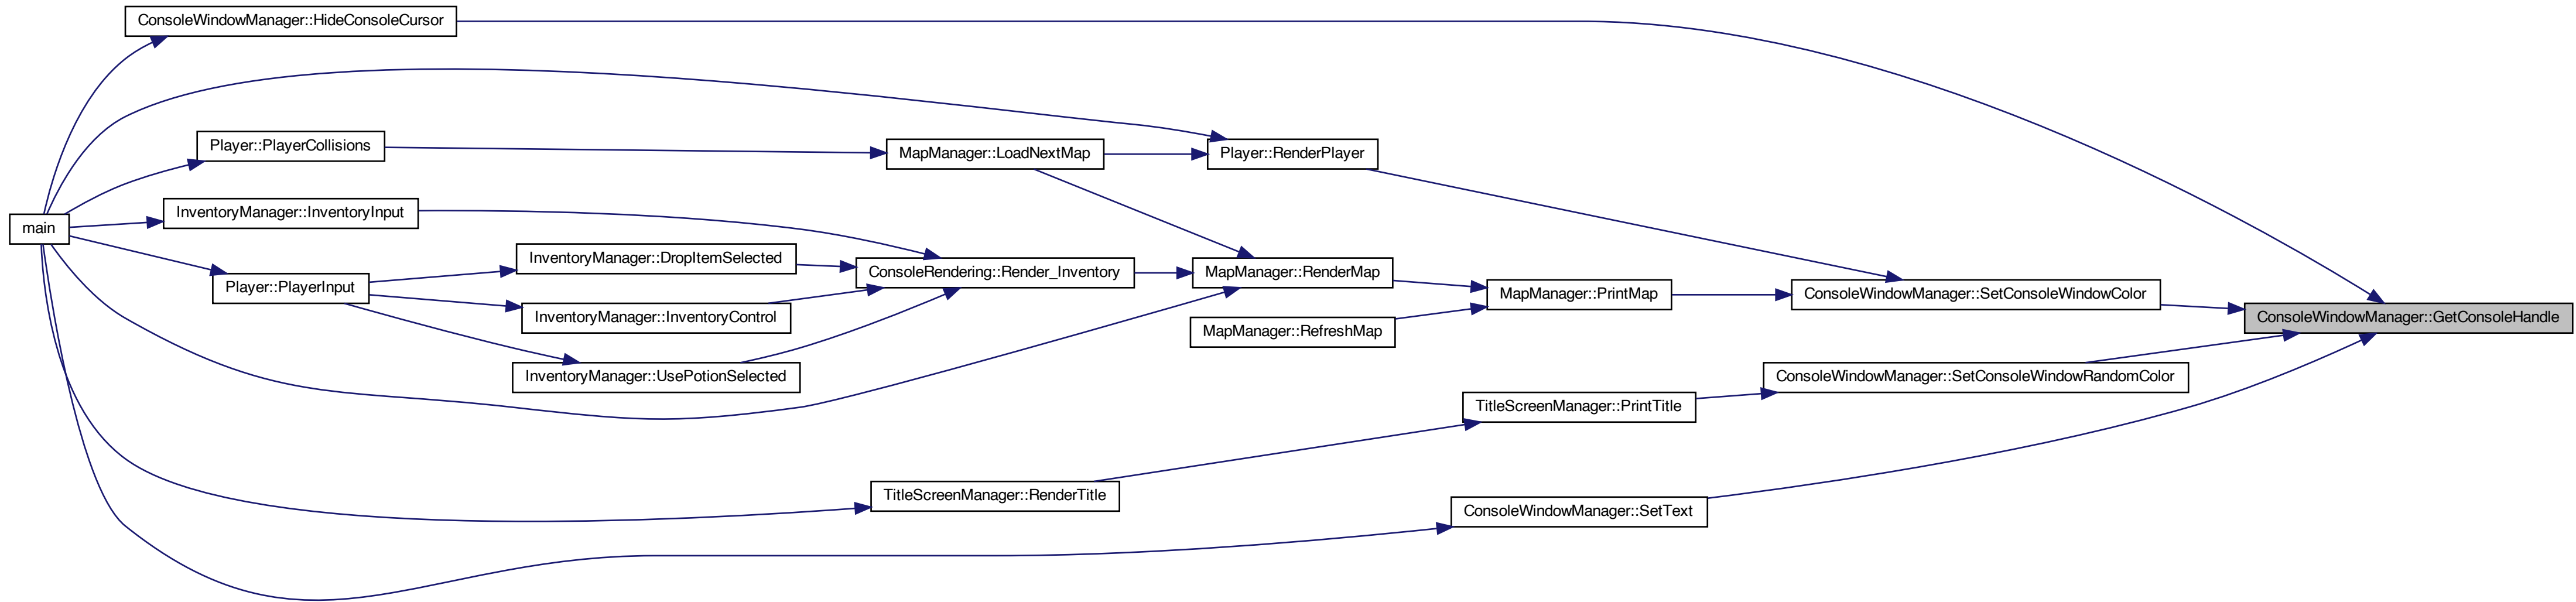 ConsoleWindowManager::HideConsoleCursor
Player::PlayerCollisions
MapManager::LoadNextMap
Player::RenderPlayer
InventoryManager::InventoryInput
main
InventoryManager::DropItemSelected
ConsoleRendering::Render_Inventory
MapManager::RenderMap
Player::PlayerInput
MapManager::PrintMap
ConsoleWindowManager::SetConsoleWindowColor
InventoryManager::InventoryControl
ConsoleWindowManager::GetConsoleHandle
MapManager::RefreshMap
InventoryManager::UsePotionSelected
ConsoleWindowManager::SetConsoleWindowRandomColor
TitleScreenManager::PrintTitle
TitleScreenManager::RenderTitle
ConsoleWindowManager::SetText